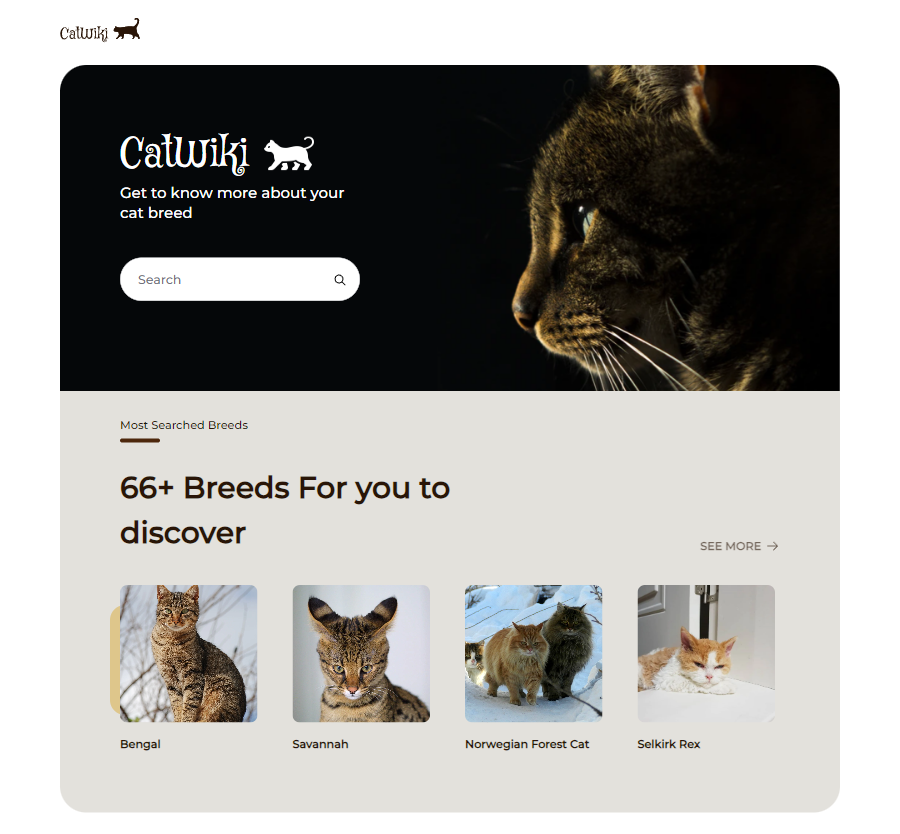 CatWiki
CatWiki
Get to know more about your
cat breed
Search
Most Searched Breeds
66+ Breeds For you to
discover
SEE MORE
Bengal
Savannah
Norwegian Forest Cat
Selkirk Rex